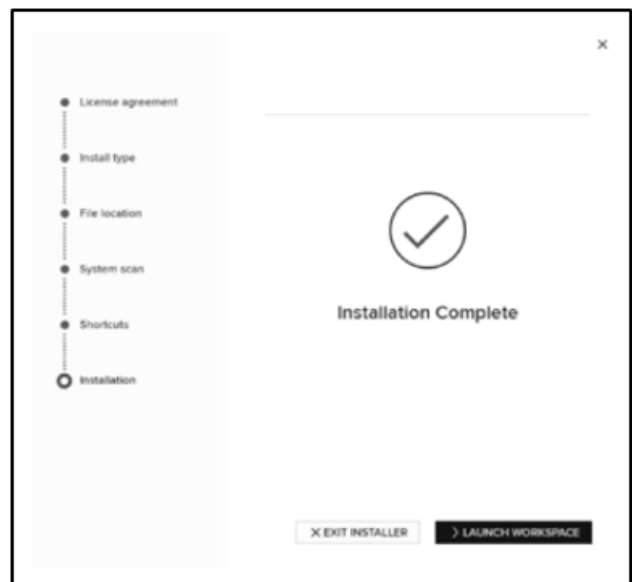 License agreement
Install type
File location
System scan
Shortcuts
Installation
Installation Complete
EXIT INSTALLER
LAUNCH WORKSPACE